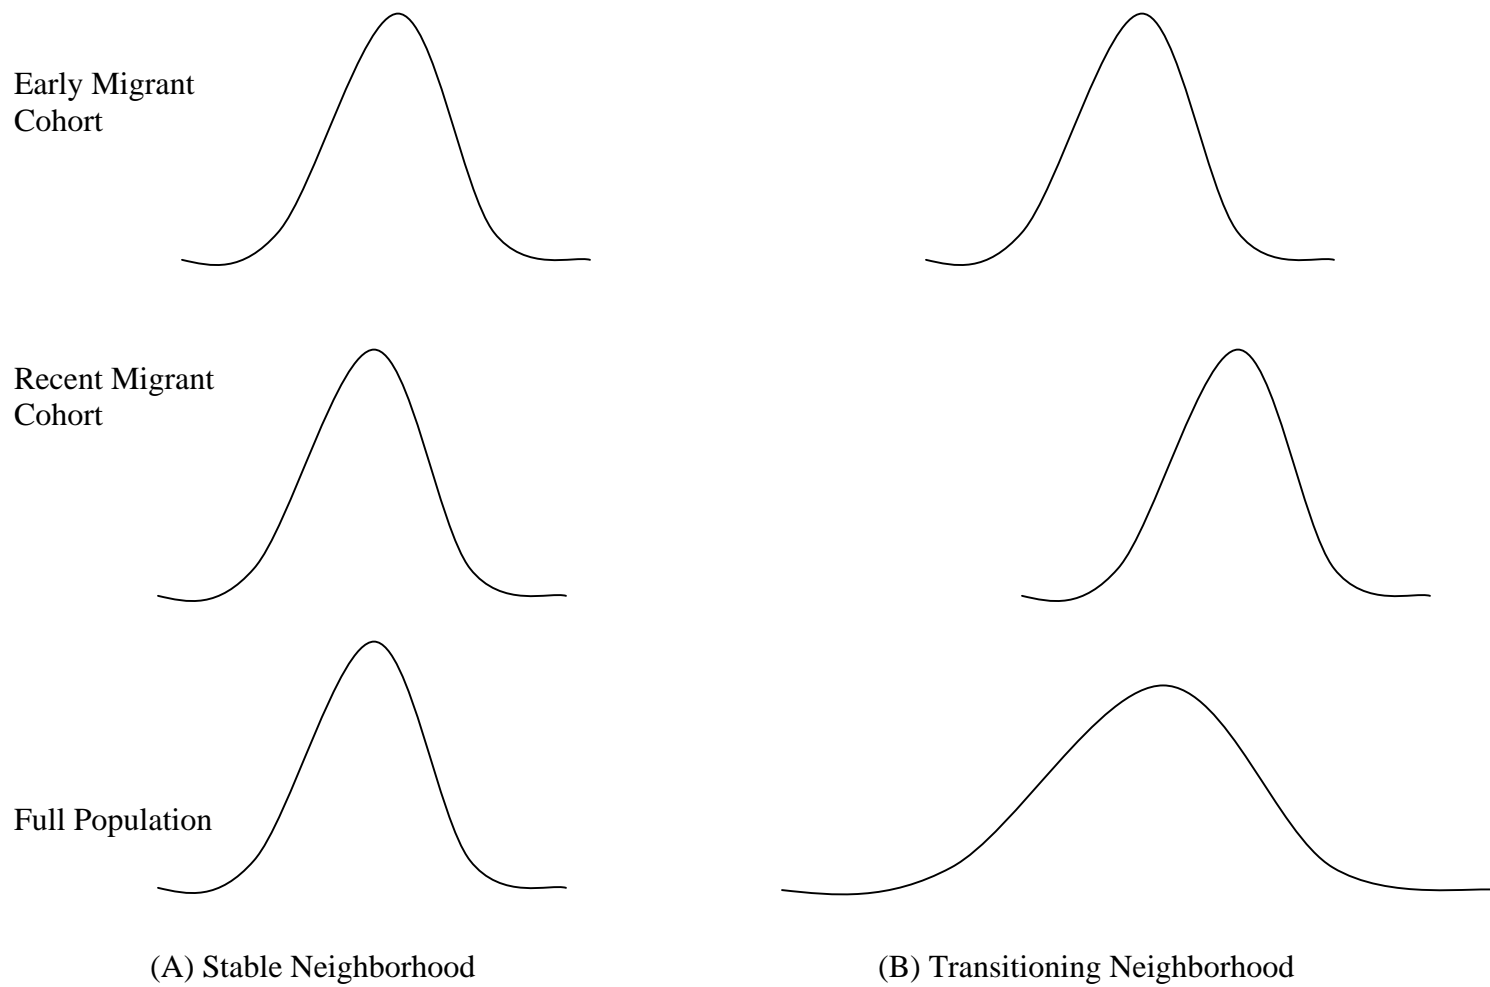 Early Migrant
Cohort
Recent Migrant
Cohort
Full Population
(A) Stable Neighborhood
(B) Transitioning Neighborhood